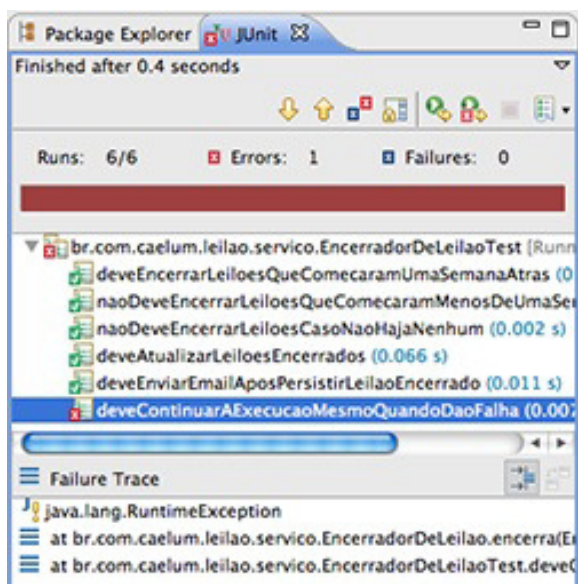 Package Explorer JUnit
Finished after 0.4 seconds
Runs: 6/6 Errors: 1 Failures: 0
br.com.caelum.leilao.servico.EncerradorDeLeilaoTest [Runn
deveEncerrarLeiloesQueComecaramUmaSemanaAtras (0
naoDeveEncerrarLeiloesQueComecaramMenosDeUmaSe
naoDeveEncerrarLeiloesCasoNaoHajaNenhum (0.002 s)
deveAtualizarLeiloesEncerrados (0.066 s)
deveEnviarEmailAposPersistirLeilaoEncerrado (0.011 s)
deveContinuarAExecucaoMesmoQuandoDaoFalha (0.007
Failure Trace
java.lang.RuntimeException
at br.com.caelum.leilao.servico.EncerradorDeLeilao.encerra(E
at br.com.caelum.leilao.servico.EncerradorDeLeilaoTest.deve